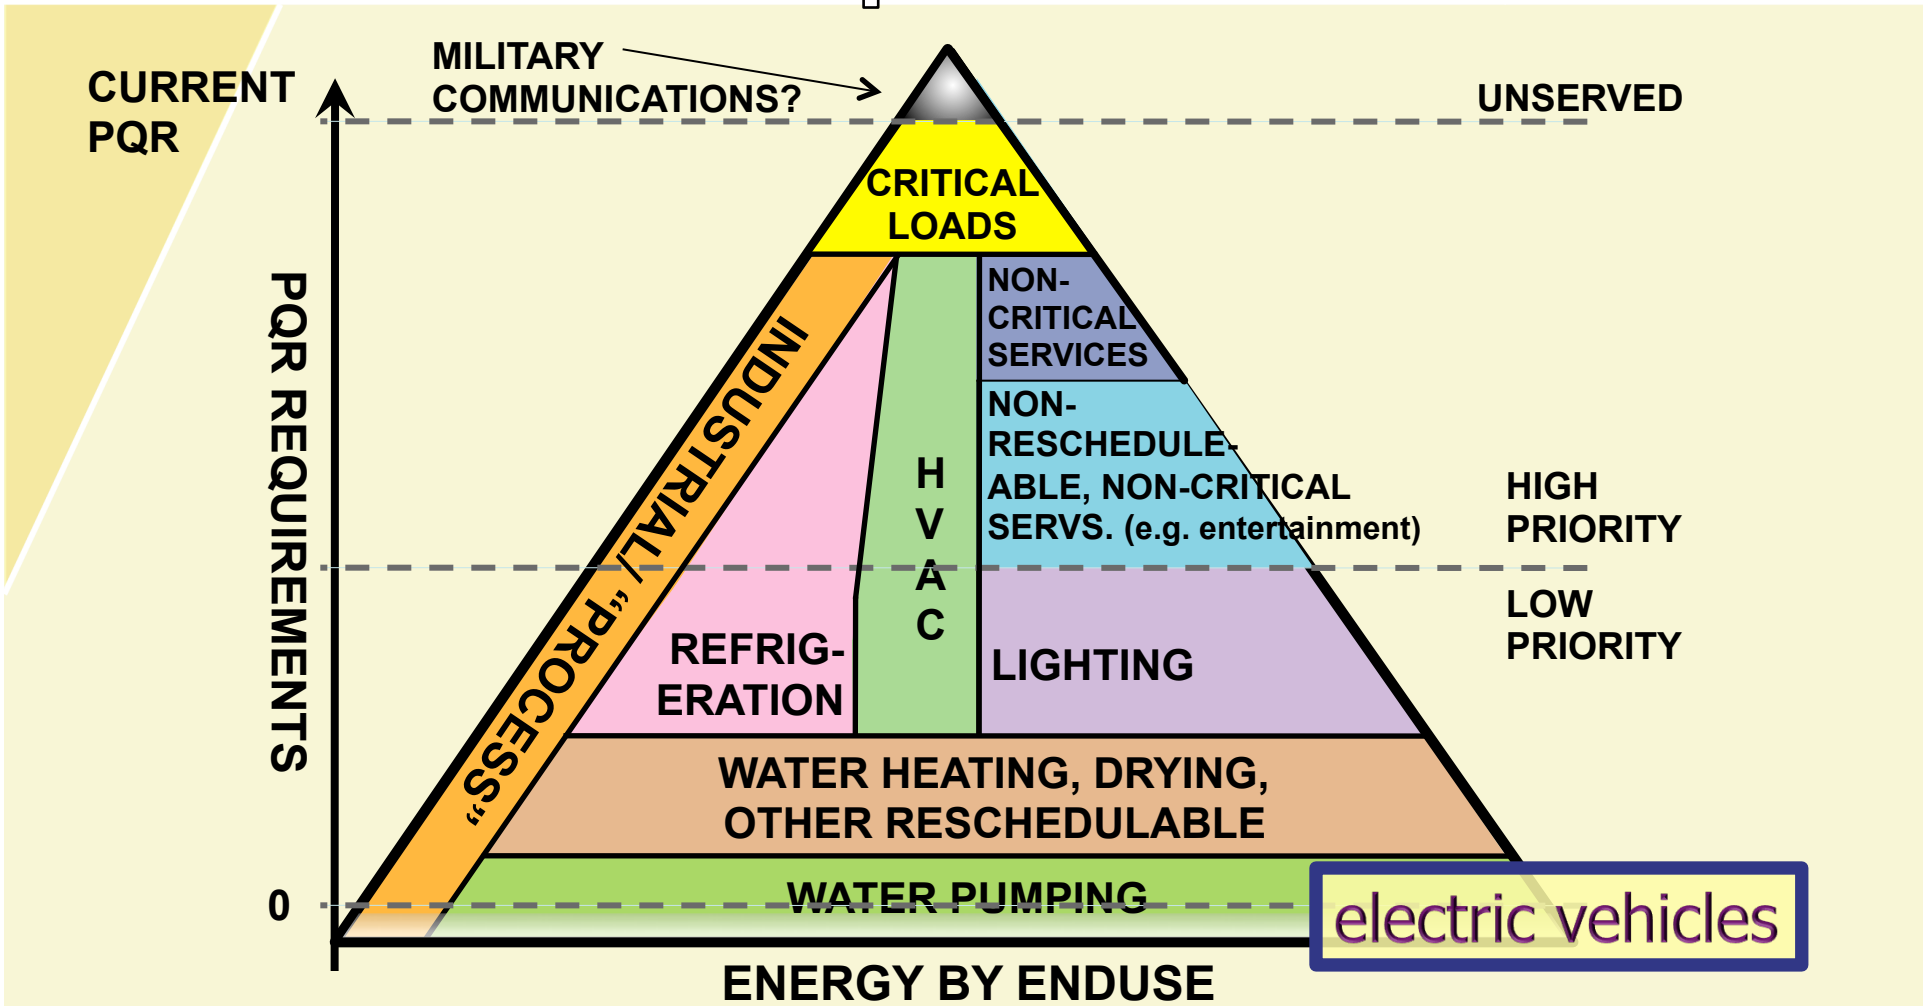 CURRENT
PQR
MILITARY
COMMUNICATIONS?
UNSERVED
CRITICAL
LOADS
PQR REQUIREMENTS
INDUSTRIAL/“PROCESS”
NON-
CRITICAL
SERVICES
NON-
RESCHEDULE-
ABLE, NON-CRITICAL
SERVS. (e.g. entertainment)
H
V
A
C
HIGH
PRIORITY
LOW
PRIORITY
REFRIG-
ERATION
LIGHTING
WATER HEATING, DRYING,
OTHER RESCHEDULABLE
WATER PUMPING
0
electric vehicles
ENERGY BY ENDUSE